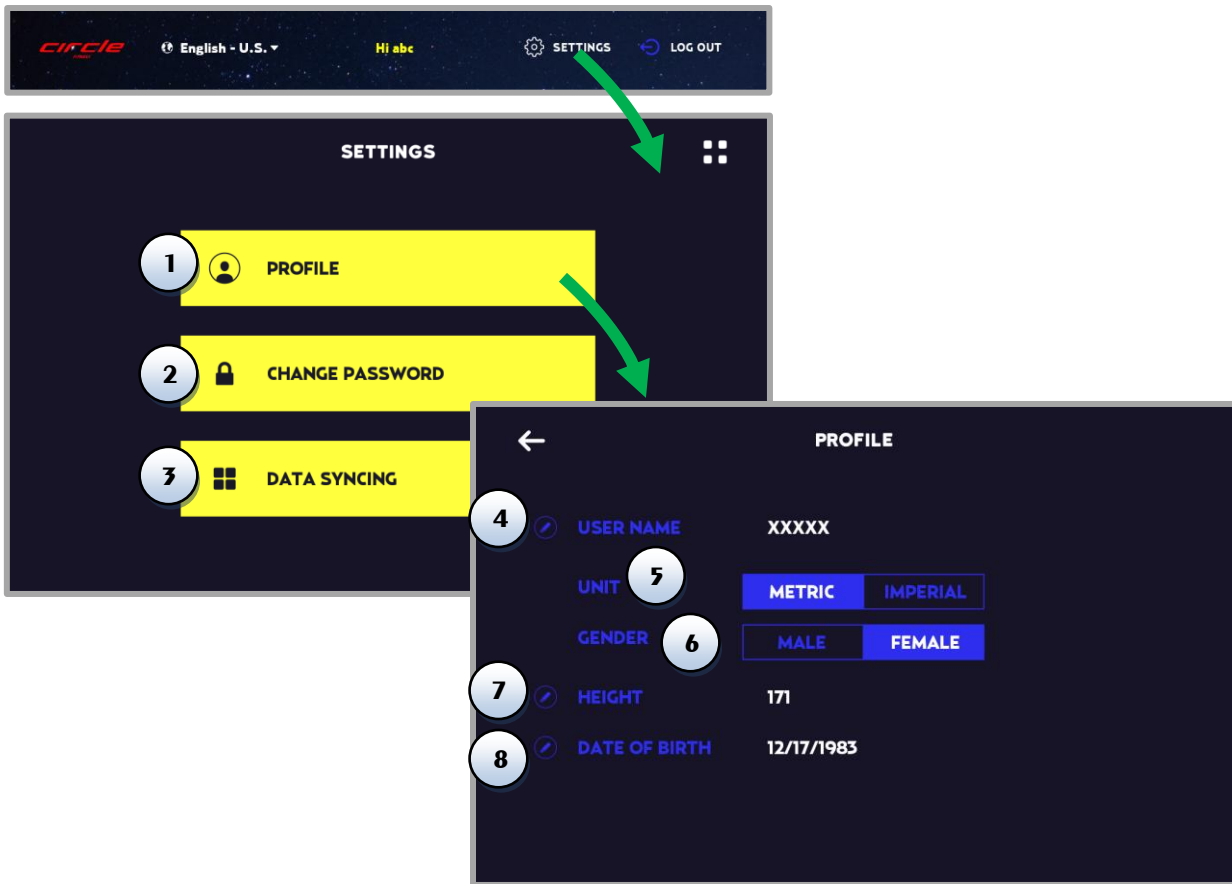 circle English - U.S. Hi abc SETTINGS LOG OUT
SETTINGS
1 PROFILE
2 CHANGE PASSWORD
3 DATA SYNCING
PROFILE
4 USER NAME XXXXX
UNIT 5 METRIC IMPERIAL
GENDER 6 MALE FEMALE
7 HEIGHT 171
8 DATE OF BIRTH 12/17/1983